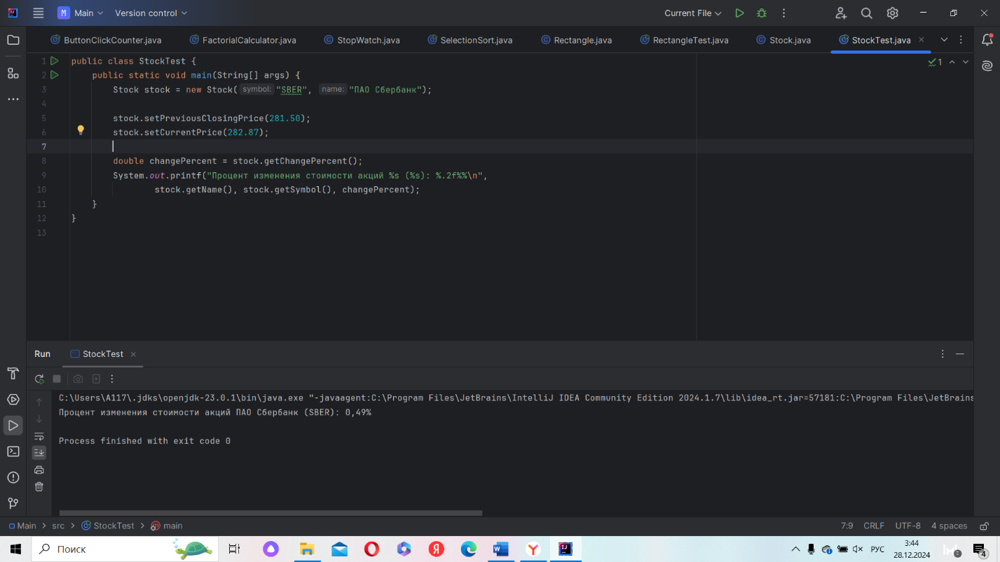 Main Version control Current File
ButtonClickCounter.java FactorialCalculator.java StopWatch.java SelectionSort.java Rectangle.java RectangleTest.java Stock.java StockTest.java
1 public class StockTest {
2 public static void main(String[] args) {
3 Stock stock = new Stock( symbol: "SBER", name: "ПАО Сбербанк");
4
5 stock.setPreviousClosingPrice(281.50);
6 stock.setCurrentPrice(282.87);
7
8 double changePercent = stock.getChangePercent();
9 System.out.printf("Процент изменения стоимости акций %s (%s): %.2f%%\n",
10 stock.getName(), stock.getSymbol(), changePercent);
11 }
12 }
13
1
Run StockTest
C:\Users\A117\.jdks\openjdk-23.0.1\bin\java.exe "-javaagent:C:\Program Files\JetBrains\IntelliJ IDEA Community Edition 2024.1.7\lib\idea_rt.jar=57181:C:\Program Files\JetBrains
Процент изменения стоимости акций ПАО Сбербанк (SBER): 0,49%
Process finished with exit code 0
Main > src > StockTest > main 7:9 CRLF UTF-8 4 spaces
Поиск РУС 3:44
28.12.2024
4